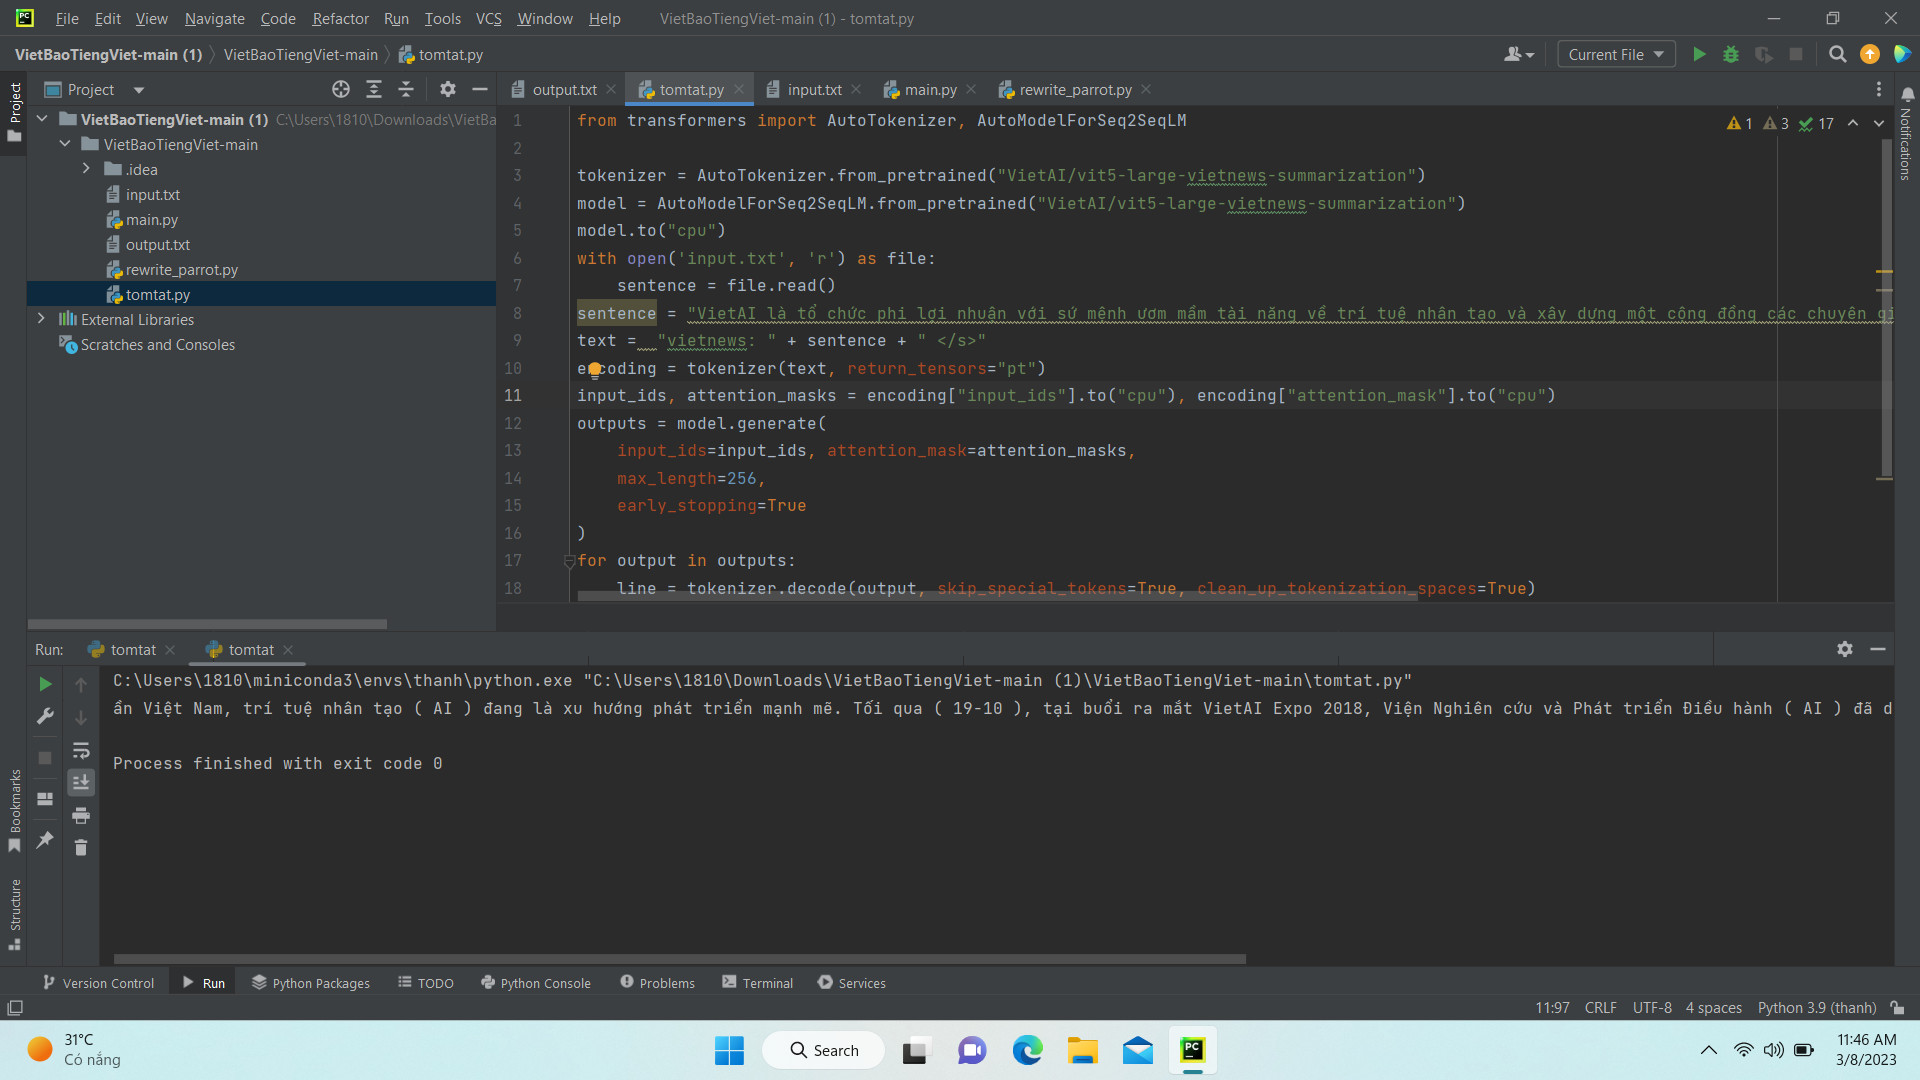 File Edit View Navigate Code Refactor Run Tools VCS Window Help VietBaoTiengViet-main (1) - tomtat.py
VietBaoTiengViet-main (1) VietBaoTiengViet-main tomtat.py Current File
Project output.txt tomtat.py input.txt main.py rewrite_parrot.py
Project
Notifications
VietBaoTiengViet-main (1) C:\Users\1810\Downloads\VietBa
VietBaoTiengViet-main
.idea
input.txt
main.py
output.txt
rewrite_parrot.py
tomtat.py
External Libraries
Scratches and Consoles
1 3 17
1 from transformers import AutoTokenizer, AutoModelForSeq2SeqLM
2
3 tokenizer = AutoTokenizer.from_pretrained("VietAI/vit5-large-vietnews-summarization")
4 model = AutoModelForSeq2SeqLM.from_pretrained("VietAI/vit5-large-vietnews-summarization")
5 model.to("cpu")
6 with open('input.txt', 'r') as file:
7 sentence = file.read()
8 sentence = "VietAI là tổ chức phi lợi nhuận với sứ mệnh ươm mầm tài năng về trí tuệ nhân tạo và xây dựng một cộng đồng các chuyên gi
9 text = "vietnews: " + sentence + " </s>"
10 encoding = tokenizer(text, return_tensors="pt")
11 input_ids, attention_masks = encoding["input_ids"].to("cpu"), encoding["attention_mask"].to("cpu")
12 outputs = model.generate(
13 input_ids=input_ids, attention_mask=attention_masks,
14 max_length=256,
15 early_stopping=True
16 )
17 for output in outputs:
18 line = tokenizer.decode(output, skip_special_tokens=True, clean_up_tokenization_spaces=True)
Run: tomtat tomtat
C:\Users\1810\miniconda3\envs\thanh\python.exe "C:\Users\1810\Downloads\VietBaoTiengViet-main (1)\VietBaoTiengViet-main\tomtat.py"
ần Việt Nam, trí tuệ nhân tạo ( AI ) đang là xu hướng phát triển mạnh mẽ. Tối qua ( 19-10 ), tại buổi ra mắt VietAI Expo 2018, Viện Nghiên cứu và Phát triển Điều hành ( AI ) đã d
Process finished with exit code 0
Bookmarks
Structure
Version Control Run Python Packages TODO Python Console Problems Terminal Services
11:97 CRLF UTF-8 4 spaces Python 3.9 (thanh)
31°C
Có nắng
Search
PC
11:46 AM
3/8/2023